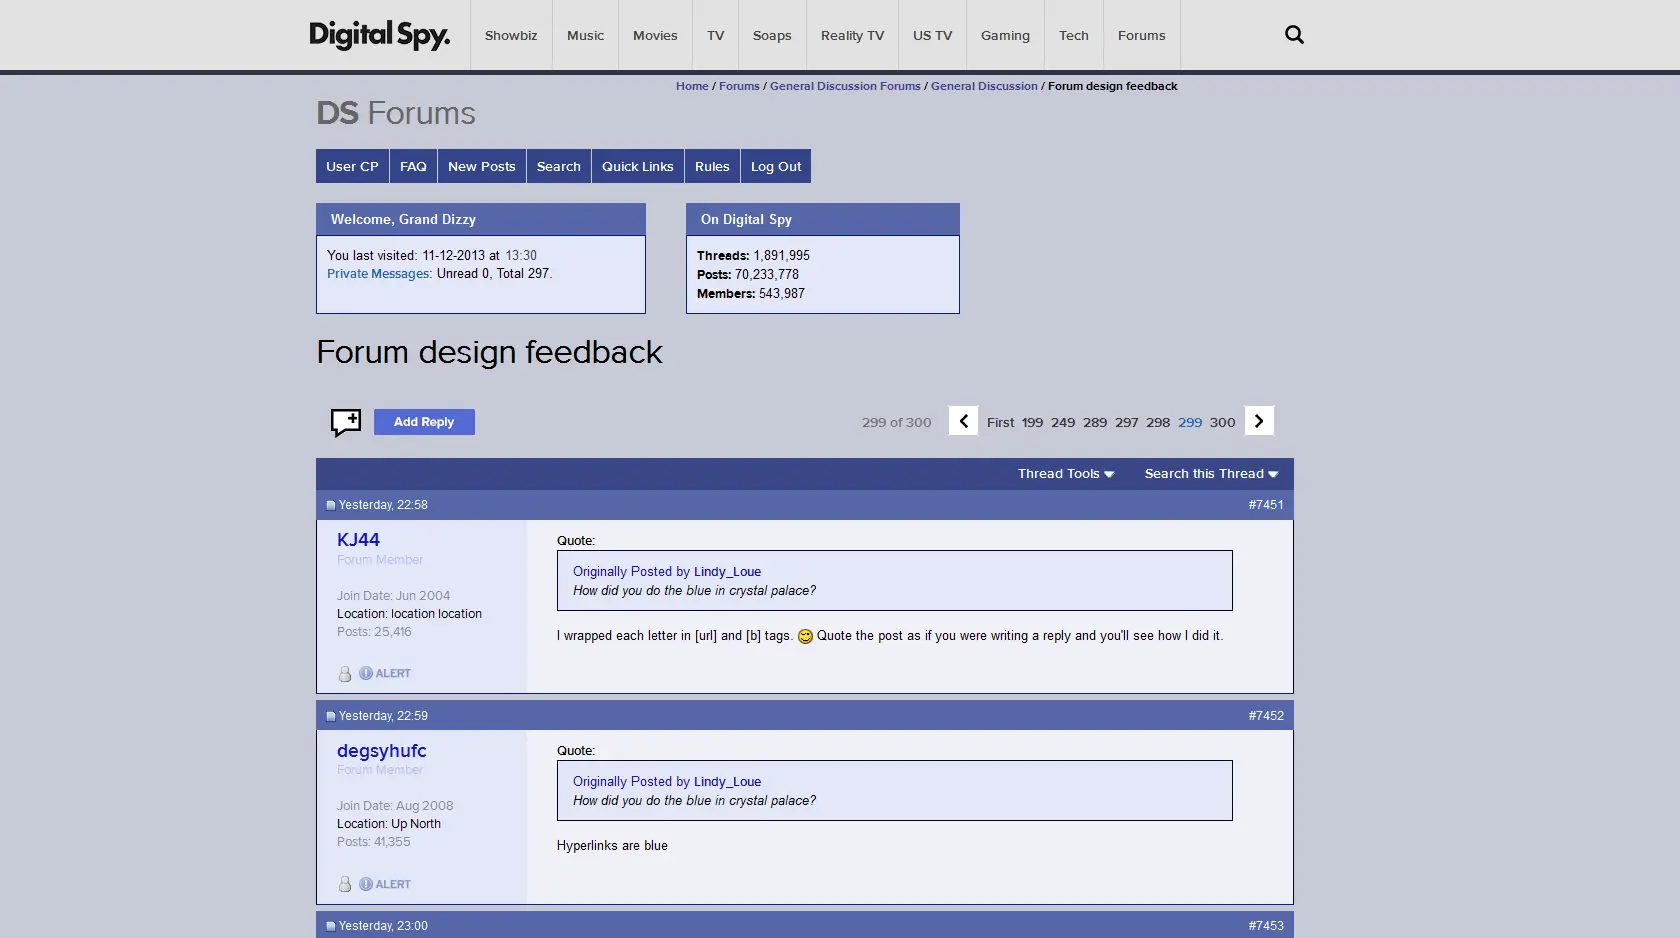 Digital Spy.
Showbiz Music Movies TV Soaps Reality TV US TV Gaming Tech Forums
Home / Forums / General Discussion Forums / General Discussion / Forum design feedback
DS Forums
User CP FAQ New Posts Search Quick Links Rules Log Out
Welcome, Grand Dizzy
You last visited: 11-12-2013 at 13:30
Private Messages: Unread 0, Total 297.
On Digital Spy
Threads: 1,891,995
Posts: 70,233,778
Members: 543,987
Forum design feedback
Add Reply
299 of 300 First 199 249 289 297 298 299 300
Thread Tools Search this Thread
Yesterday, 22:58 #7451
KJ44
Forum Member
Join Date: Jun 2004
Location: location location
Posts: 25,416
ALERT
Quote:
Originally Posted by Lindy_Loue
How did you do the blue in crystal palace?
I wrapped each letter in [url] and [b] tags. Quote the post as if you were writing a reply and you'll see how I did it.
Yesterday, 22:59 #7452
degsyhufc
Forum Member
Join Date: Aug 2008
Location: Up North
Posts: 41,355
ALERT
Quote:
Originally Posted by Lindy_Loue
How did you do the blue in crystal palace?
Hyperlinks are blue
Yesterday, 23:00 #7453